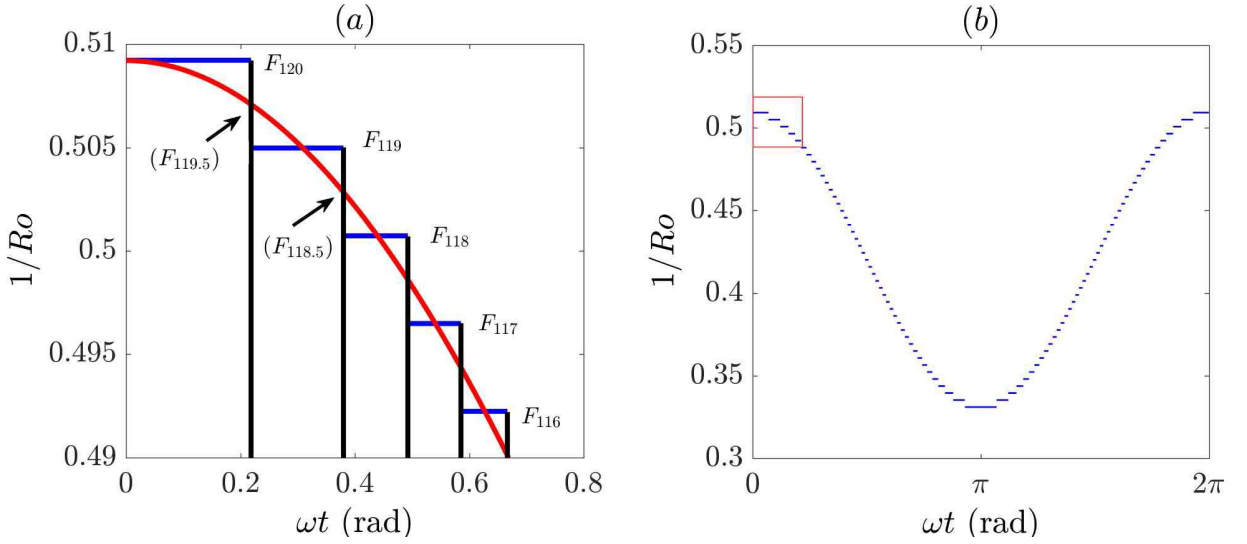 (a)
1/Ro
0.51
0.505
0.5
0.495
0.49
F120
(F119.5)
F119
(F118.5)
F118
F117
F116
0
0.2
0.4
0.6
0.8
ωt (rad)
(b)
1/Ro
0.55
0.5
0.45
0.4
0.35
0.3
0
π
2π
ωt (rad)